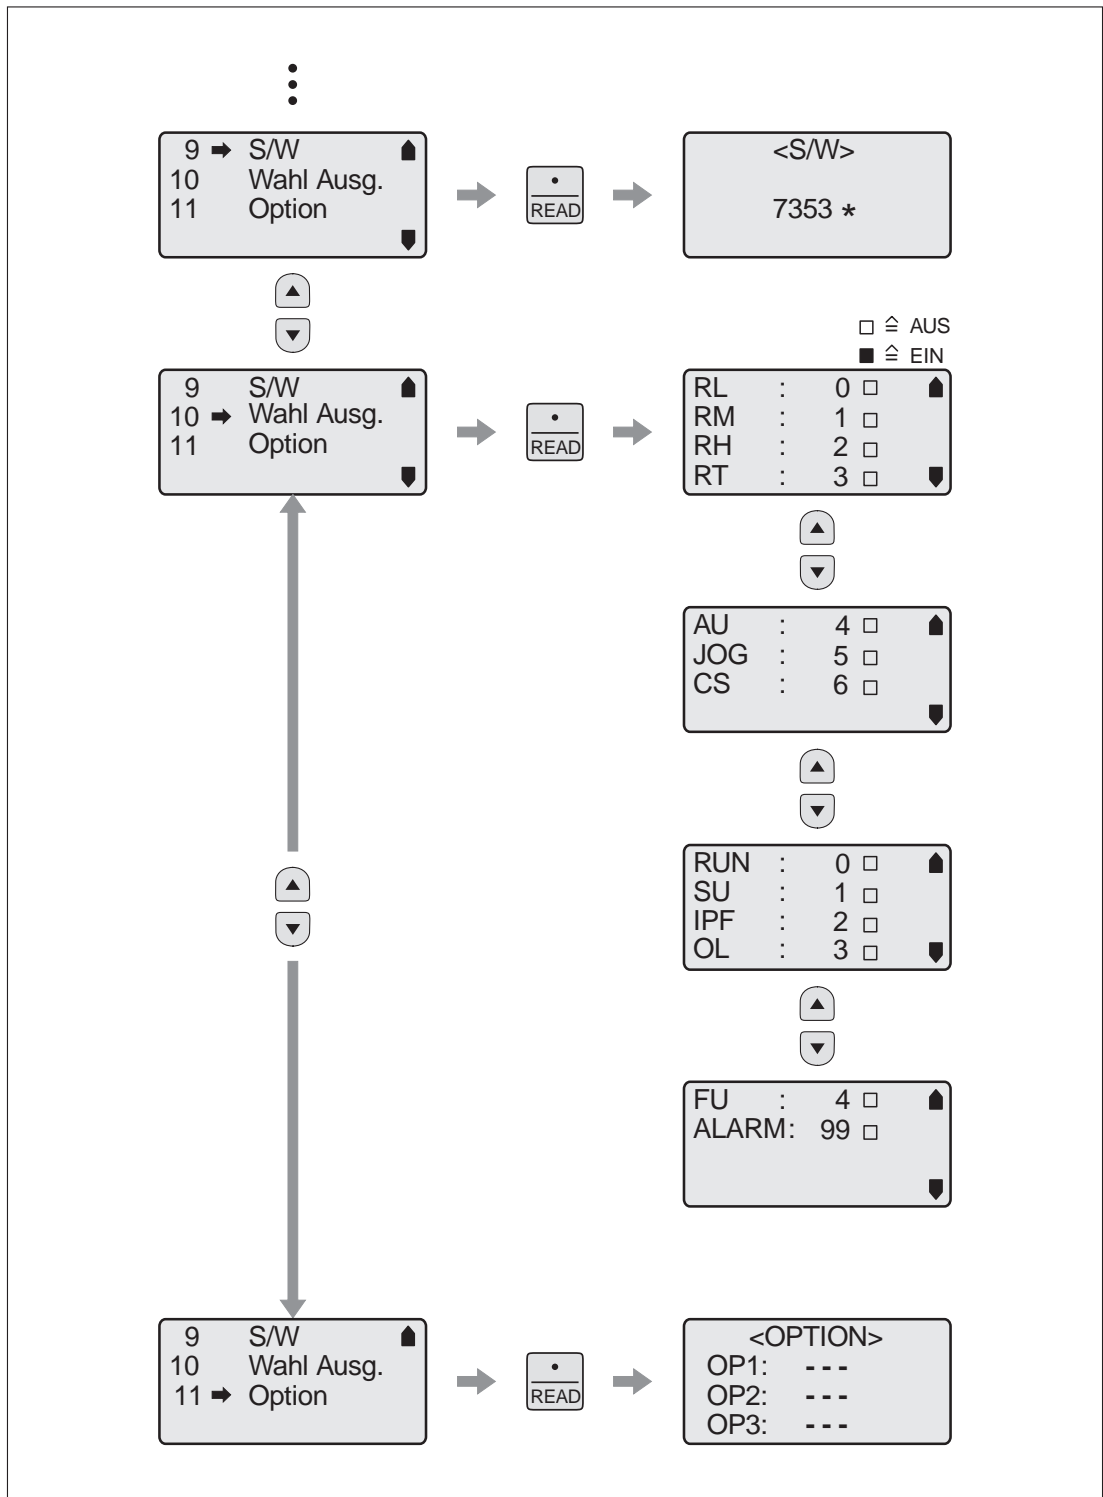 9 ➡ S/W
10 Wahl Ausg.
11 Option
READ
<S/W>
7353 *
□ ≙ AUS
■ ≙ EIN
9 S/W
10 ➡ Wahl Ausg.
11 Option
READ
RL : 0 □
RM : 1 □
RH : 2 □
RT : 3 □
AU : 4 □
JOG : 5 □
CS : 6 □
RUN : 0 □
SU : 1 □
IPF : 2 □
OL : 3 □
FU : 4 □
ALARM: 99 □
9 S/W
10 Wahl Ausg.
11 ➡ Option
READ
<OPTION>
OP1: ---
OP2: ---
OP3: ---